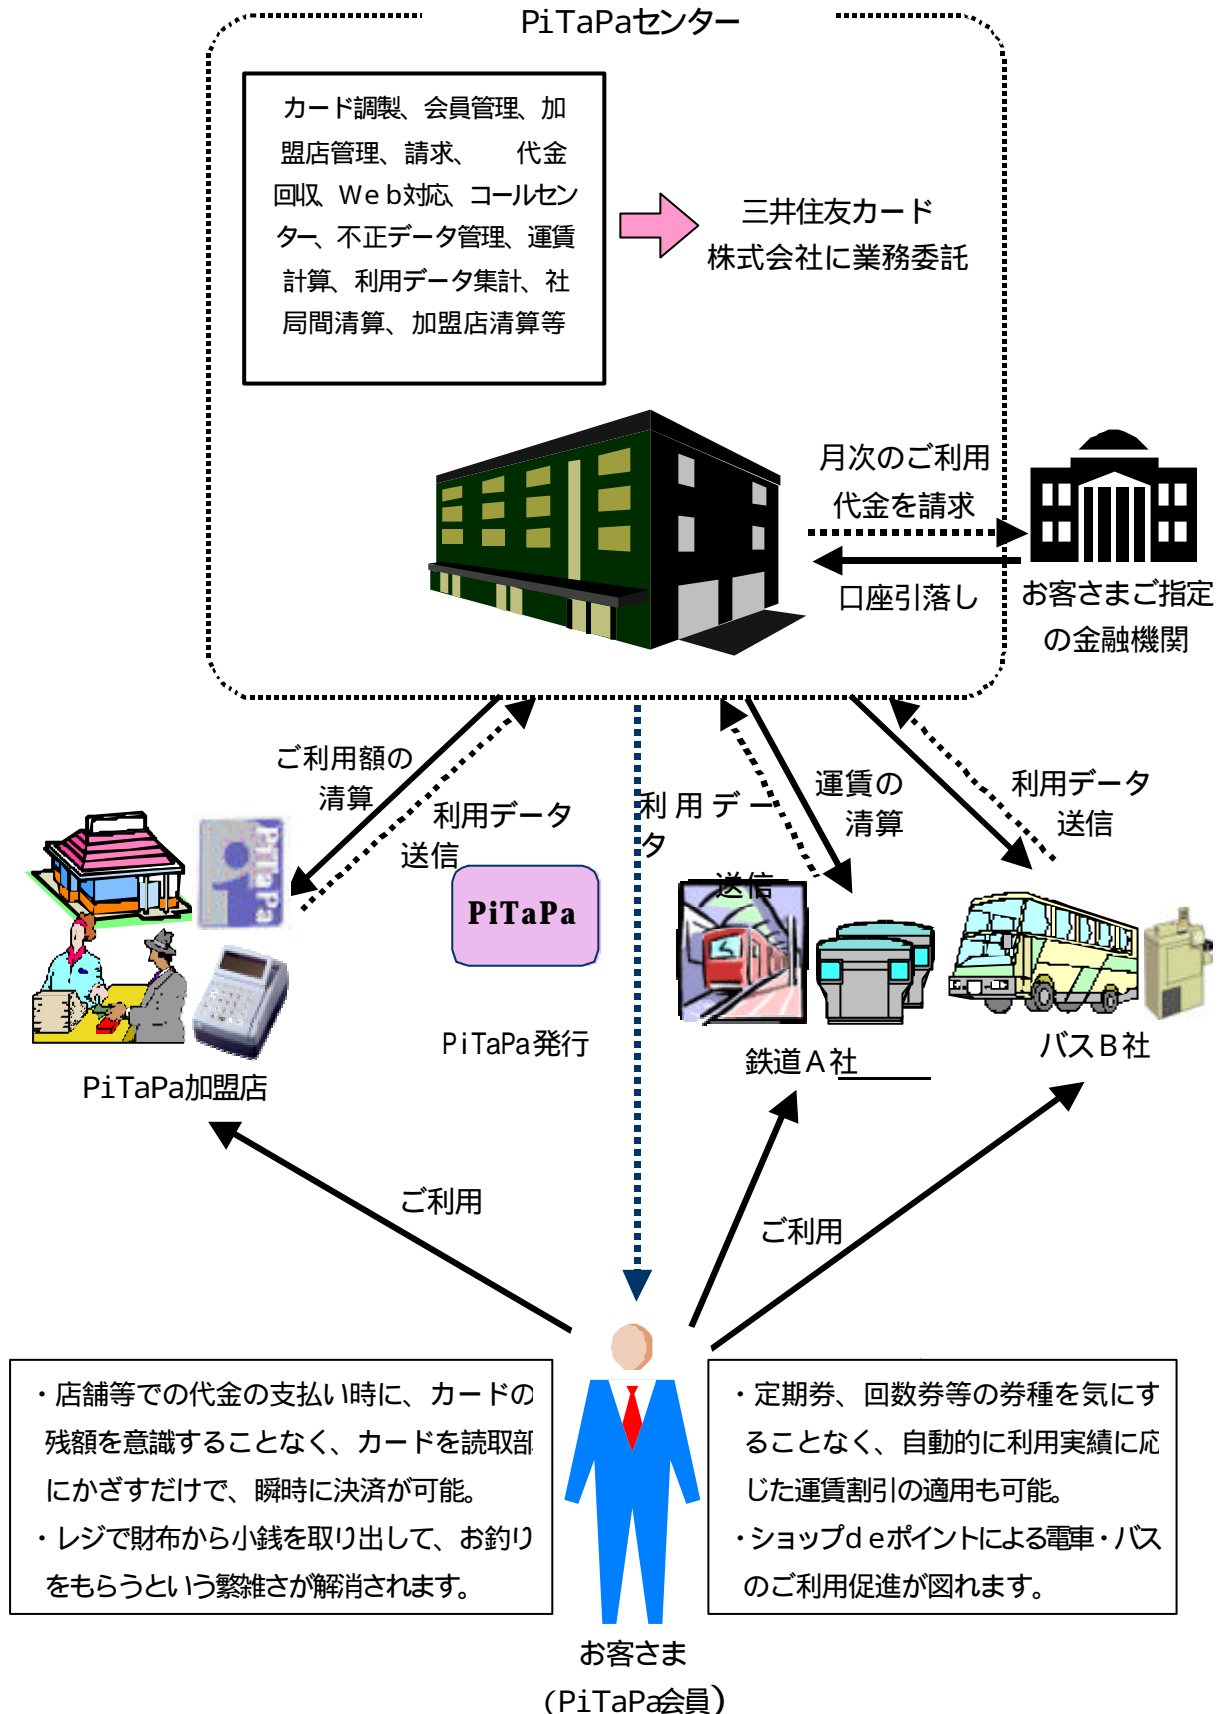 PiTaPaセンター
カード調製、会員管理、加
盟店管理、請求、　代金
回収、Web対応、コールセン
ター、不正データ管理、運賃
計算、利用データ集計、社
局間清算、加盟店清算等
三井住友カード
株式会社に業務委託
月次のご利用
代金を請求
口座引落し
お客さまご指定
の金融機関
ご利用額の
清算
利用データ
送信
利用デー
タ
送信
運賃の
清算
利用データ
送信
PiTaPa
PiTaPa
PiTaPa発行
PiTaPa加盟店
鉄道A社
バスB社
ご利用
ご利用
・店舗等での代金の支払い時に、カードの
残額を意識することなく、カードを読取部
にかざすだけで、瞬時に決済が可能。
・レジで財布から小銭を取り出して、お釣り
をもらうという繁雑さが解消されます。
・定期券、回数券等の券種を気にす
ることなく、自動的に利用実績に応
じた運賃割引の適用も可能。
・ショップdeポイントによる電車・バス
のご利用促進が図れます。
お客さま
(PiTaPa会員)